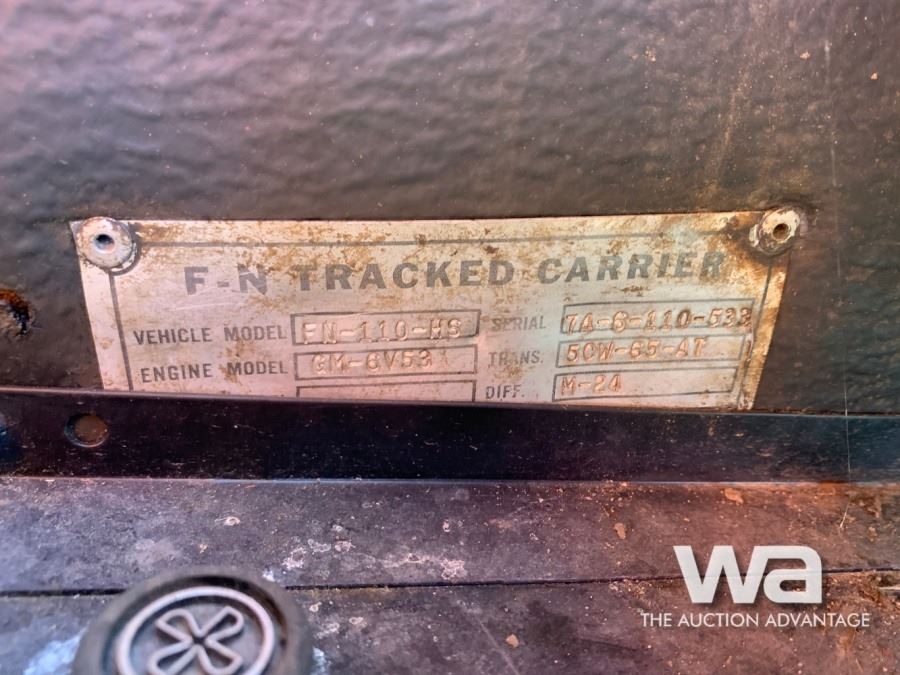 F-N TRACKED CARRIER
VEHICLE MODEL FN-110-HS SERIAL 74-6-110-533
ENGINE MODEL GM-6V53 TRANS. 5CW-65-AT
DIFF. M-24
wa
THE AUCTION ADVANTAGE